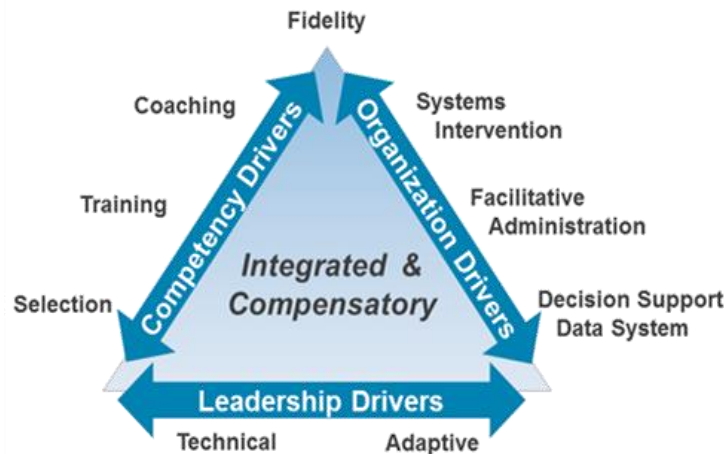 Fidelity
Coaching
Training
Selection
Competency Drivers
Organization Drivers
Systems
Intervention
Facilitative
Administration
Decision Support
Data System
Integrated &
Compensatory
Leadership Drivers
Technical
Adaptive